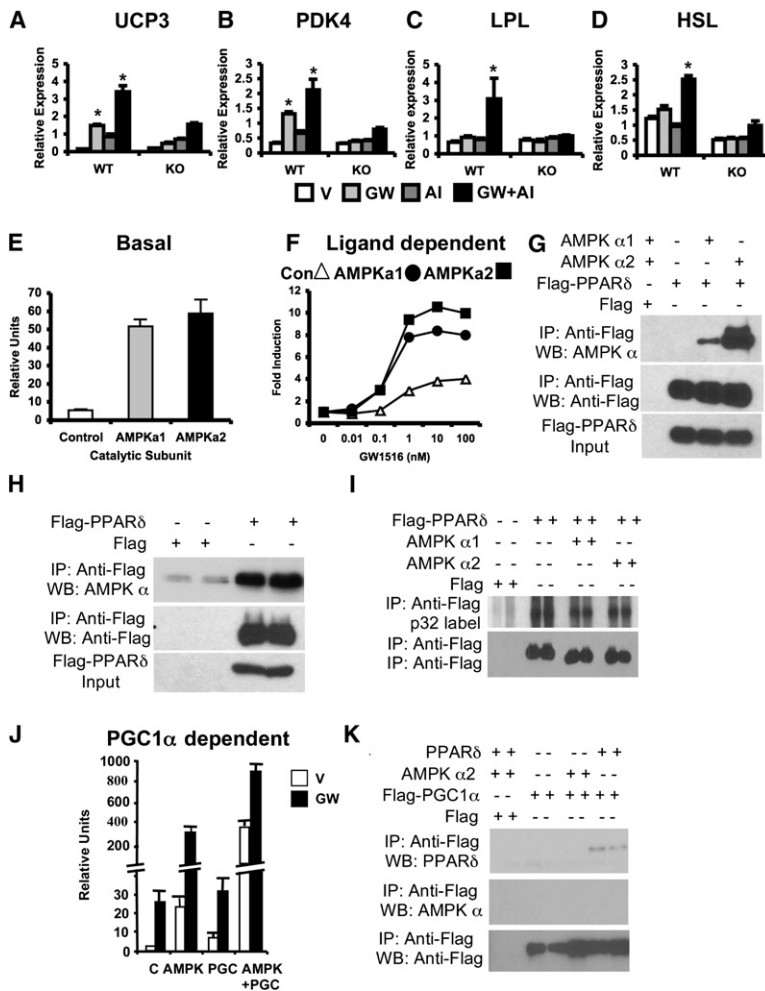 A UCP3
Relative Expression
5
4
3
2
1
0
* *
WT KO
B PDK4
Relative Expression
3
2.5
2
1.5
1
0.5
0
* *
WT KO
C LPL
Relative expression
5
4
3
2
1
0
*
WT KO
D HSL
Relative Expression
3
2.5
2
1.5
1
0.5
0
*
WT KO
V GW AI GW+AI
E Basal
Relative Units
70
60
50
40
30
20
10
0
Control AMPKa1 AMPKa2
Catalytic Subunit
F Ligand dependent
Con AMPKa1 AMPKa2
Fold Induction
12
10
8
6
4
2
0
0 0.01 0.1 1 10 100
GW1516 (nM)
G
AMPK α1 + - + -
AMPK α2 + - - +
Flag-PPARδ - + + +
Flag + - - -
IP: Anti-Flag
WB: AMPK α
IP: Anti-Flag
WB: Anti-Flag
Flag-PPARδ
Input
H
Flag-PPARδ - - + +
Flag + + - -
IP: Anti-Flag
WB: AMPK α
IP: Anti-Flag
WB: Anti-Flag
Flag-PPARδ
Input
I
Flag-PPARδ -- ++ ++ ++
AMPK α1 -- -- ++ --
AMPK α2 -- -- -- ++
Flag ++ -- -- --
IP: Anti-Flag
p32 label
IP: Anti-Flag
IP: Anti-Flag
J PGC1α dependent
V
GW
Relative Units
1000
800
600
400
200
30
20
10
0
C AMPK PGC AMPK
+PGC
K
PPARδ ++ -- -- ++
AMPK α2 ++ -- ++ --
Flag-PGC1α -- ++ ++ ++
Flag ++ -- -- --
IP: Anti-Flag
WB: PPARδ
IP: Anti-Flag
WB: AMPK α
IP: Anti-Flag
WB: Anti-Flag